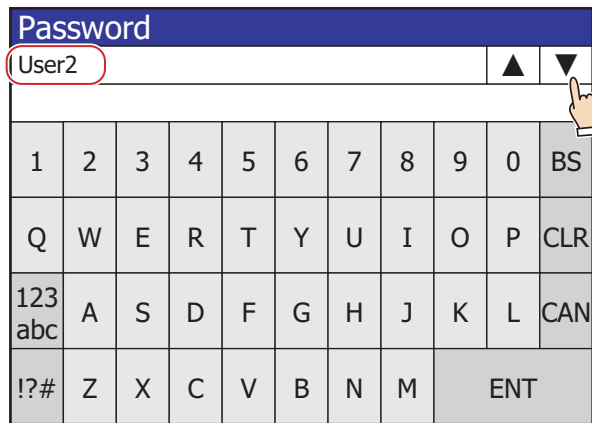 Password
User2 ▲ ▼
1 2 3 4 5 6 7 8 9 0 BS
Q W E R T Y U I O P CLR
123 abc A S D F G H J K L CAN
!?# Z X C V B N M ENT